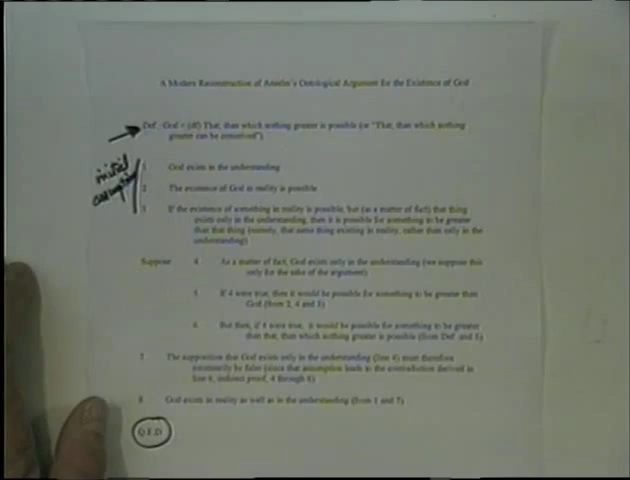 A Modern Reconstruction of Anselm's Ontological Argument for the Existence of God
Def. God = (df) That, than which nothing greater is possible (or "That, than which nothing
greater can be conceived")
initial
assumptions
1. God exists in the understanding
2. The existence of God in reality is possible
3. If the existence of something in reality is possible, but (as a matter of fact) that thing
exists only in the understanding, then it is possible for something to be greater
than that thing (namely, that same thing existing in reality, rather than only in the
understanding)
Suppose 4. As a matter of fact, God exists only in the understanding (we suppose this
only for the sake of the argument)
5. If 4 were true, then it would be possible for something to be greater than
God (from 2, 4 and 3)
6. But then, if 4 were true, it would be possible for something to be greater
than that, than which nothing greater is possible (from Def. and 5)
7. The supposition that God exists only in the understanding (line 4) must therefore
necessarily be false (since that assumption leads to the contradiction derived in
line 6, indirect proof, 4 through 6)
8. God exists in reality as well as in the understanding (from 1 and 7)
Q.E.D.